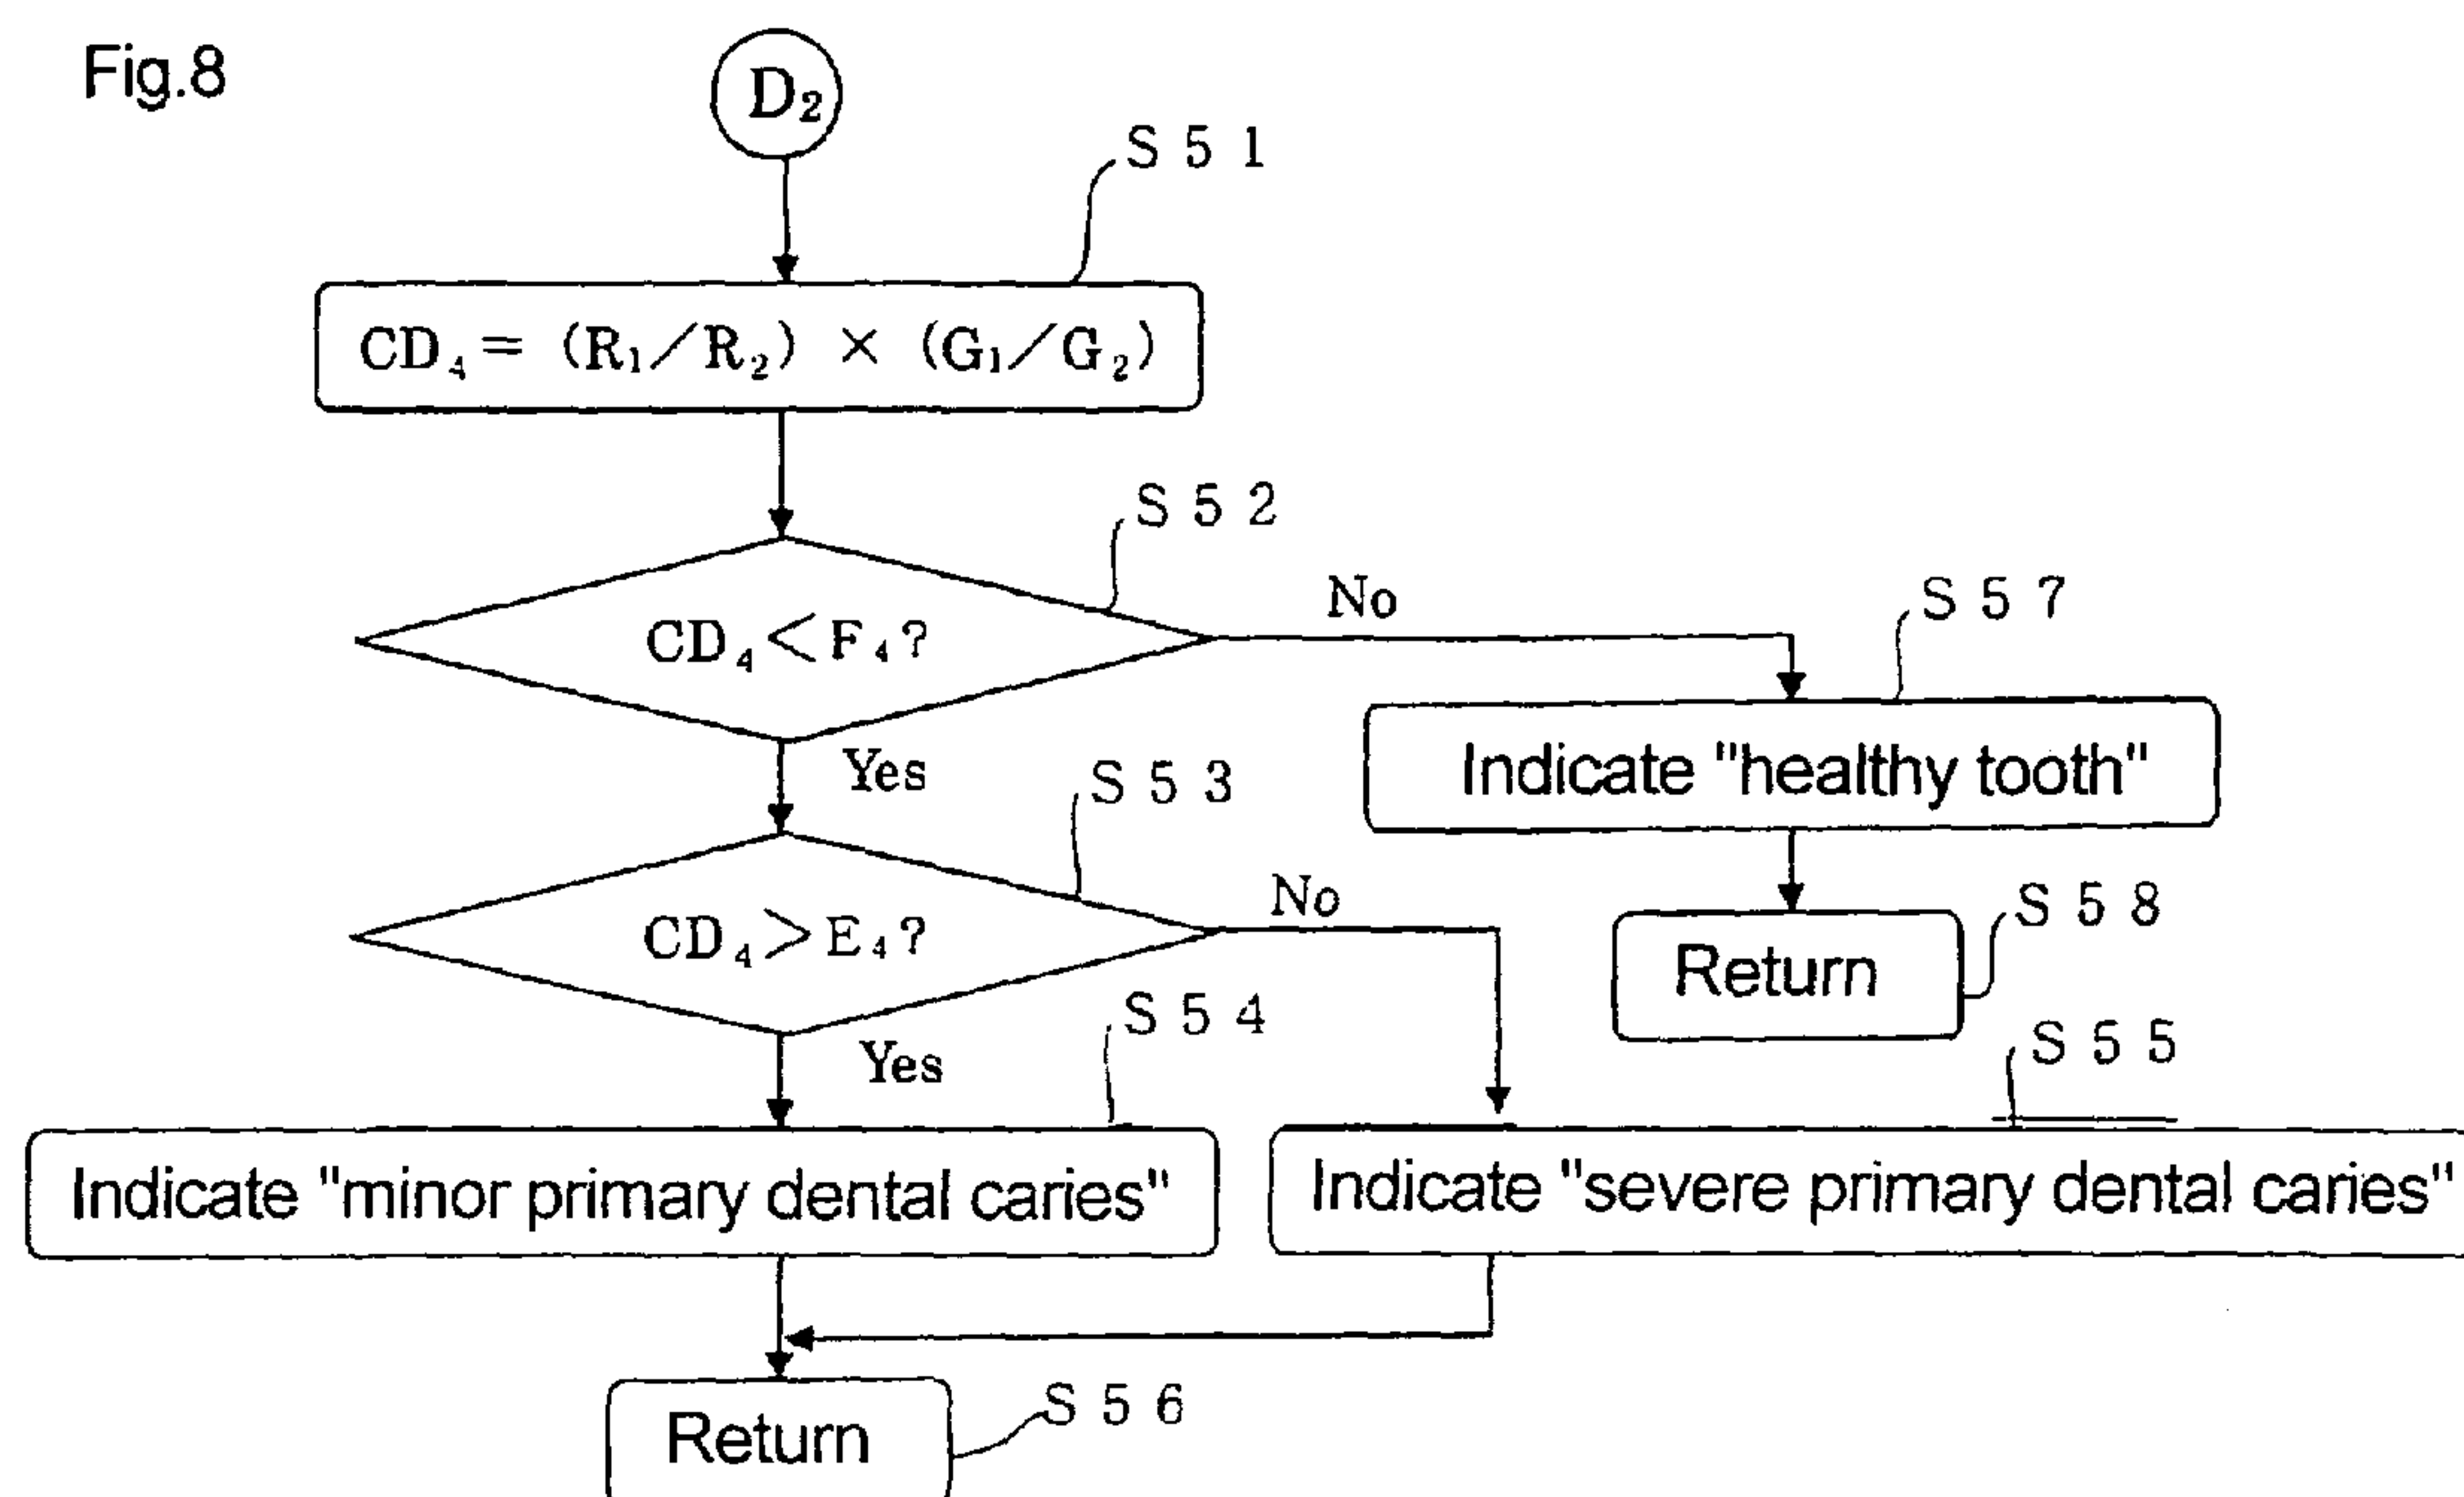 Fig.8
D₂
S51
CD₄ = (R₁/R₂) × (G₁/G₂)
S52
CD₄<F₄?
No
S57
Yes
Indicate "healthy tooth"
S53
CD₄>E₄?
No
S58
Return
S54
Yes
S55
Indicate "minor primary dental caries"
Indicate "severe primary dental caries"
Return
S56